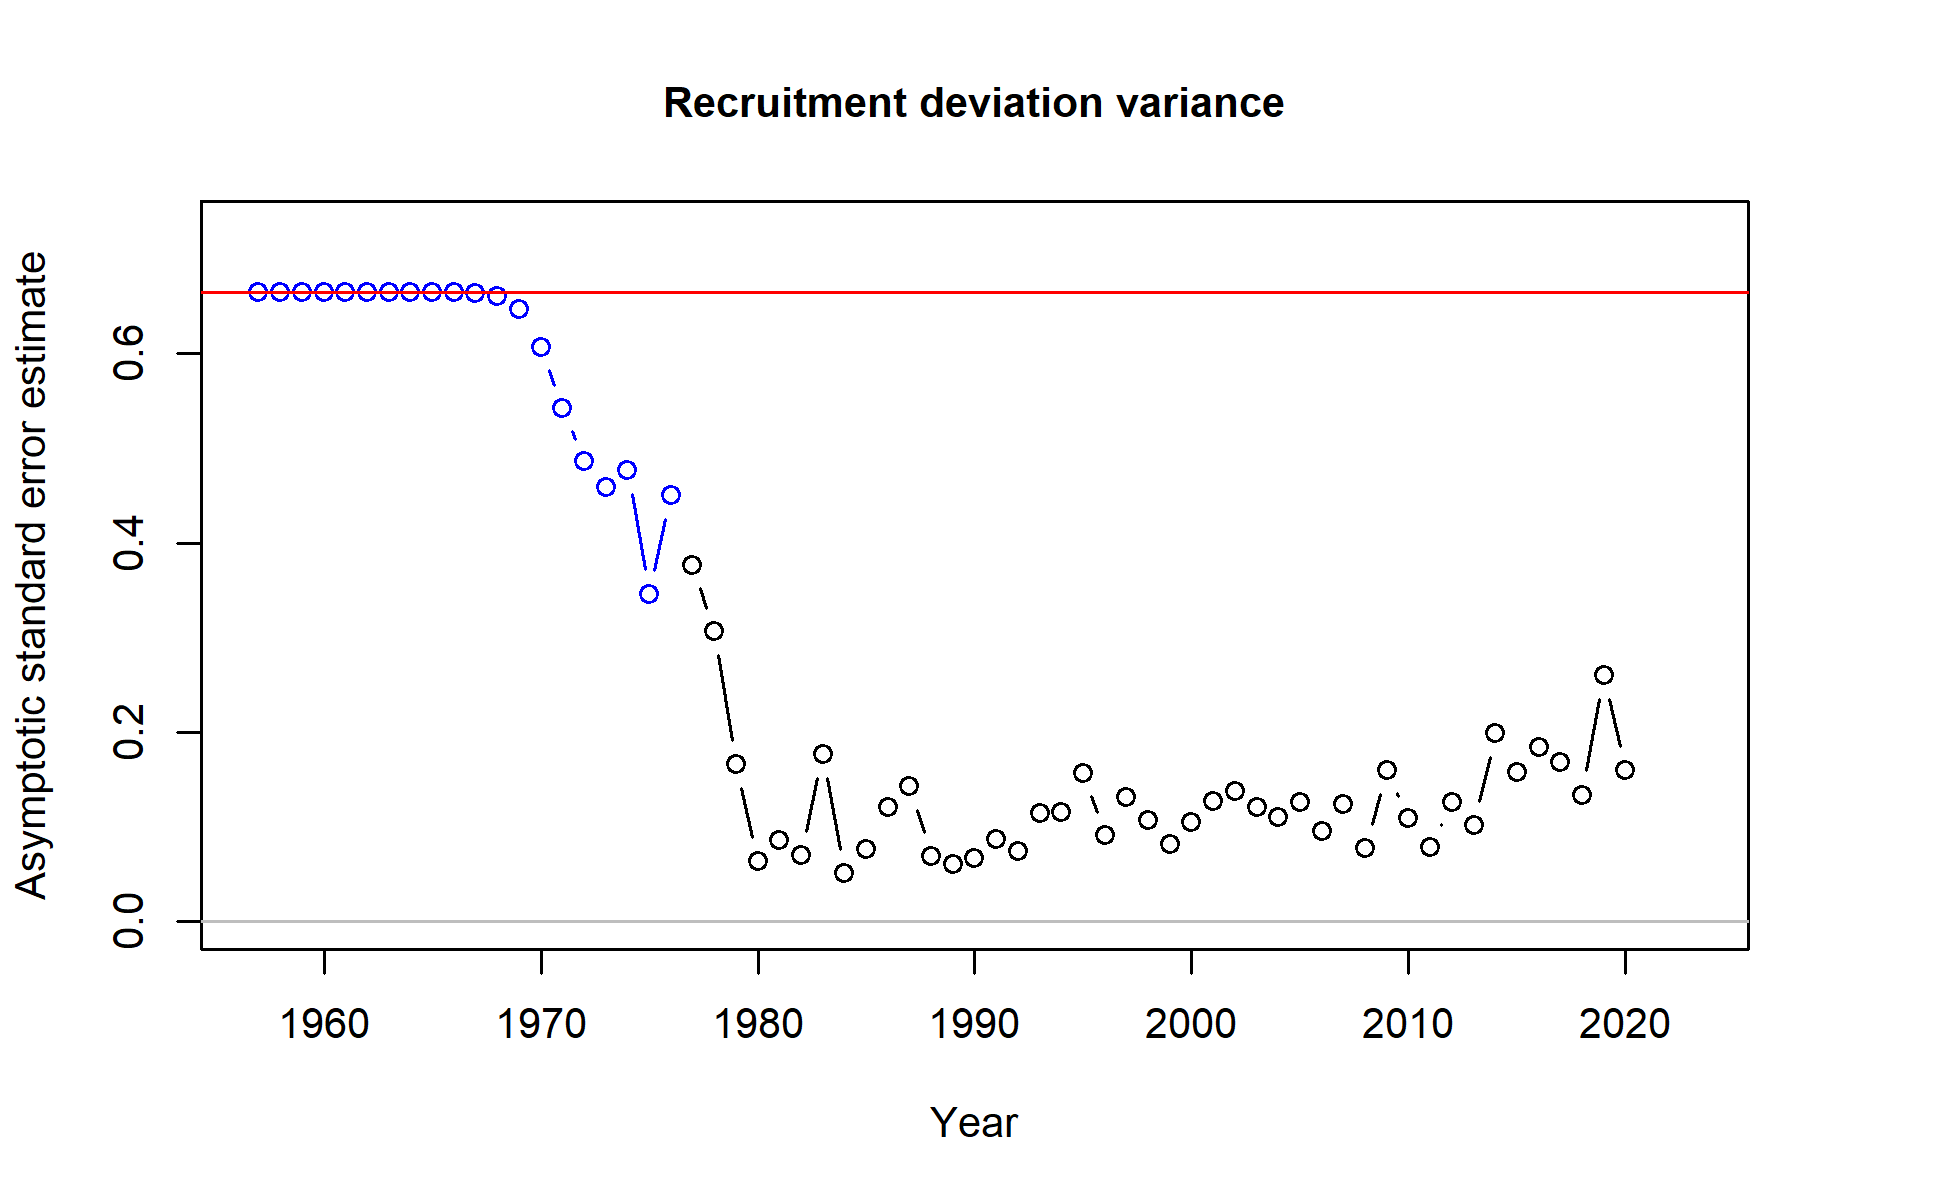 Recruitment deviation variance
Asymptotic standard error estimate
0.6
0.4
0.2
0.0
1960 1970 1980 1990 2000 2010 2020
Year